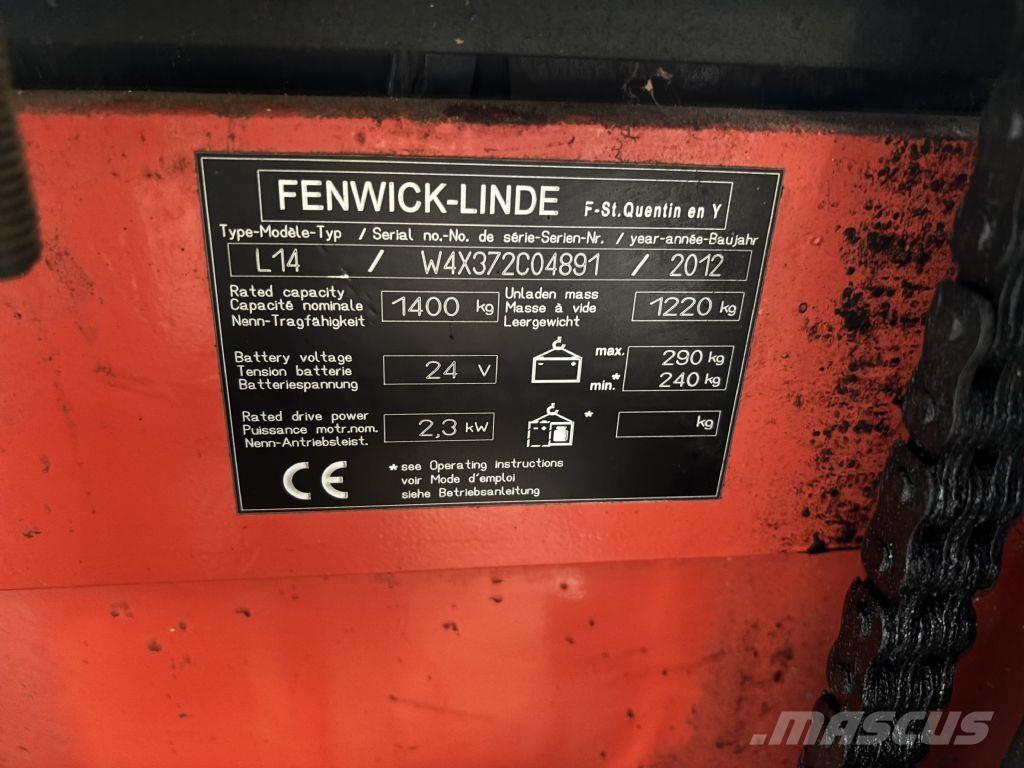 FENWICK-LINDE F-St.Quentin en Y
Type-Modèle-Typ / Serial no.-No. de série-Serien-Nr. / year-année-Baujahr
L14 / W4X372C04891 / 2012
Rated capacity
Capacité nominale
Nenn-Tragfähigkeit
1400 kg
Unladen mass
Masse à vide
Leergewicht
1220 kg
Battery voltage
Tension batterie
Batteriespannung
24 V
max. 290 kg
min.* 240 kg
Rated drive power
Puissance motr.nom.
Nenn-Antriebsleist.
2,3 kW
* kg
CE
* see Operating instructions
voir Mode d'emploi
siehe Betriebsanleitung
MASCUS